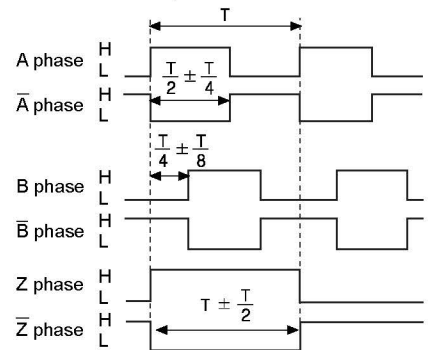 T
A phase H
L
T/2 ± T/4
A̅ phase H
L
T/4 ± T/8
B phase H
L
B̅ phase H
L
Z phase H
L
T ± T/2
Z̅ phase H
L